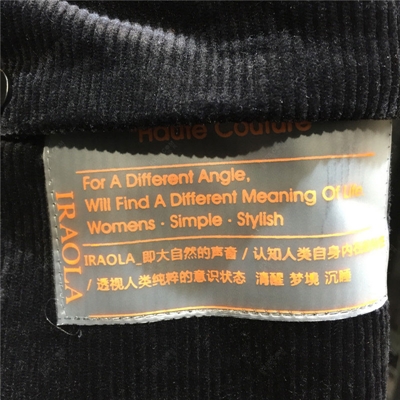 Haute Couture
For A Different Angle,
Will Find A Different Meaning Of Life
Womens · Simple · Stylish
IRAOLA_即大自然的声音 / 认知人类自身内在
/ 透视人类纯粹的意识状态 清醒 梦境 沉睡
IRAOLA